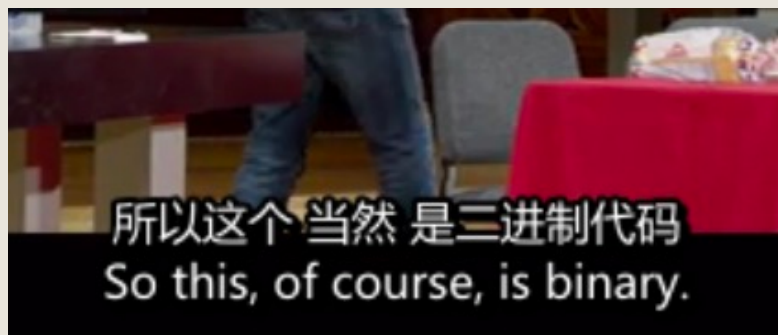 所以这个 当然 是二进制代码
So this, of course, is binary.